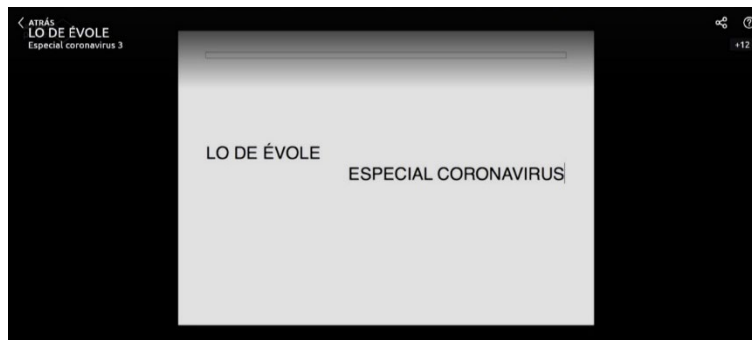 ATRÁS
LO DE ÉVOLE
Especial coronavirus 3
+12
LO DE ÉVOLE
ESPECIAL CORONAVIRUS